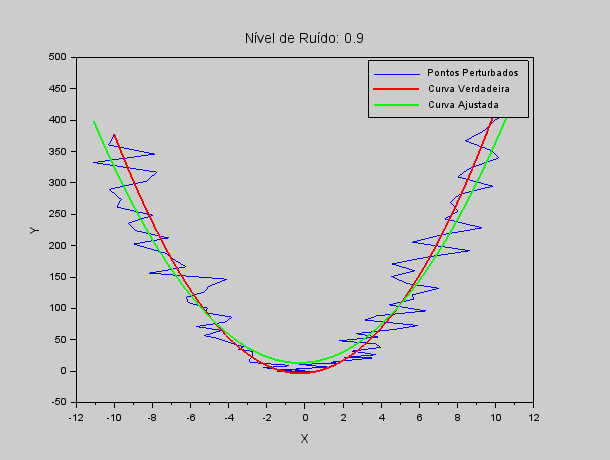 Nível de Ruído: 0.9
500
450
400
350
300
250
200
150
100
50
0
-50
Y
Pontos Perturbados
Curva Verdadeira
Curva Ajustada
-12 -10 -8 -6 -4 -2 0 2 4 6 8 10 12
X